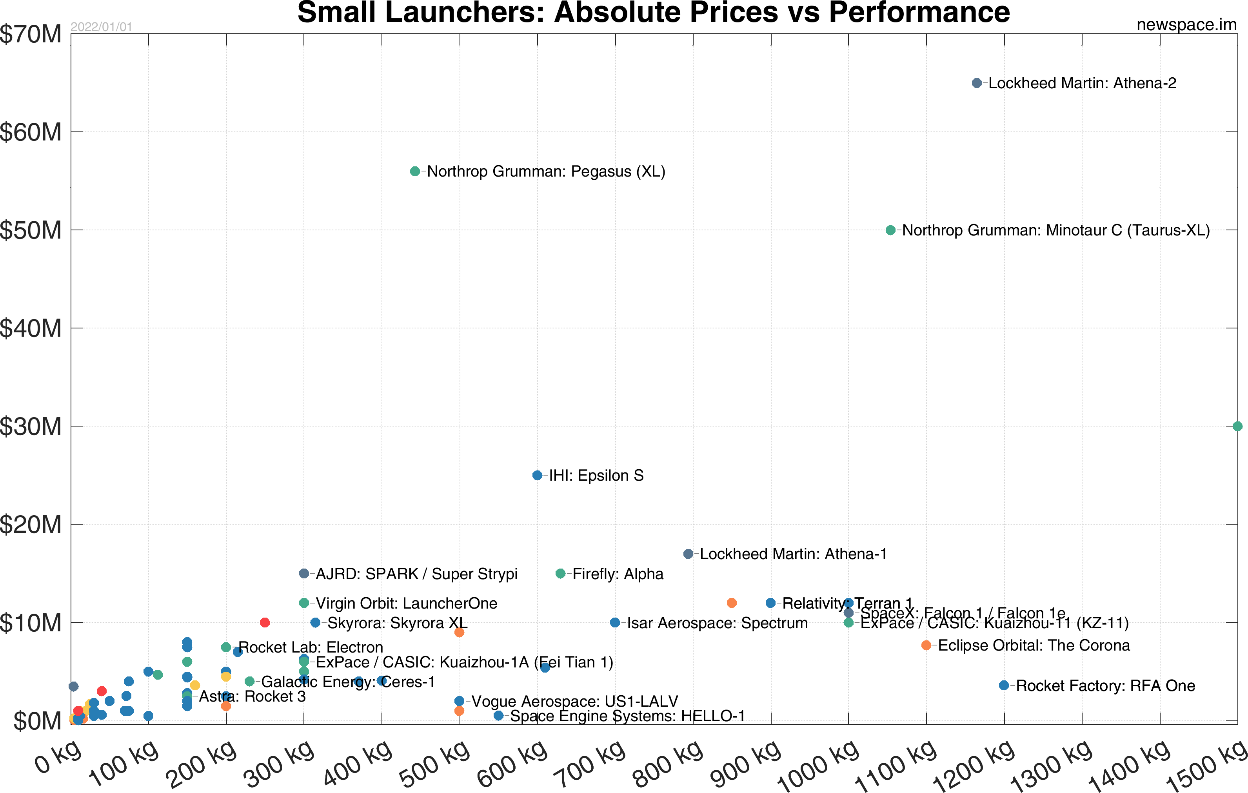 Small Launchers: Absolute Prices vs Performance
2022/01/01
newspace.im
$70M
Lockheed Martin: Athena-2
$60M
Northrop Grumman: Pegasus (XL)
$50M
Northrop Grumman: Minotaur C (Taurus-XL)
$40M
$30M
IHI: Epsilon S
$20M
Lockheed Martin: Athena-1
AJRD: SPARK / Super Strypi
Firefly: Alpha
Virgin Orbit: LauncherOne
Relativity: Terran 1
SpaceX: Falcon 1 / Falcon 1e
$10M
Skyrora: Skyrora XL
Isar Aerospace: Spectrum
ExPace / CASIC: Kuaizhou-11 (KZ-11)
Rocket Lab: Electron
Eclipse Orbital: The Corona
ExPace / CASIC: Kuaizhou-1A (Fei Tian 1)
Galactic Energy: Ceres-1
Rocket Factory: RFA One
Astra: Rocket 3
Vogue Aerospace: US1-LALV
Space Engine Systems: HELLO-1
$0M
0 kg
100 kg
200 kg
300 kg
400 kg
500 kg
600 kg
700 kg
800 kg
900 kg
1000 kg
1100 kg
1200 kg
1300 kg
1400 kg
1500 kg